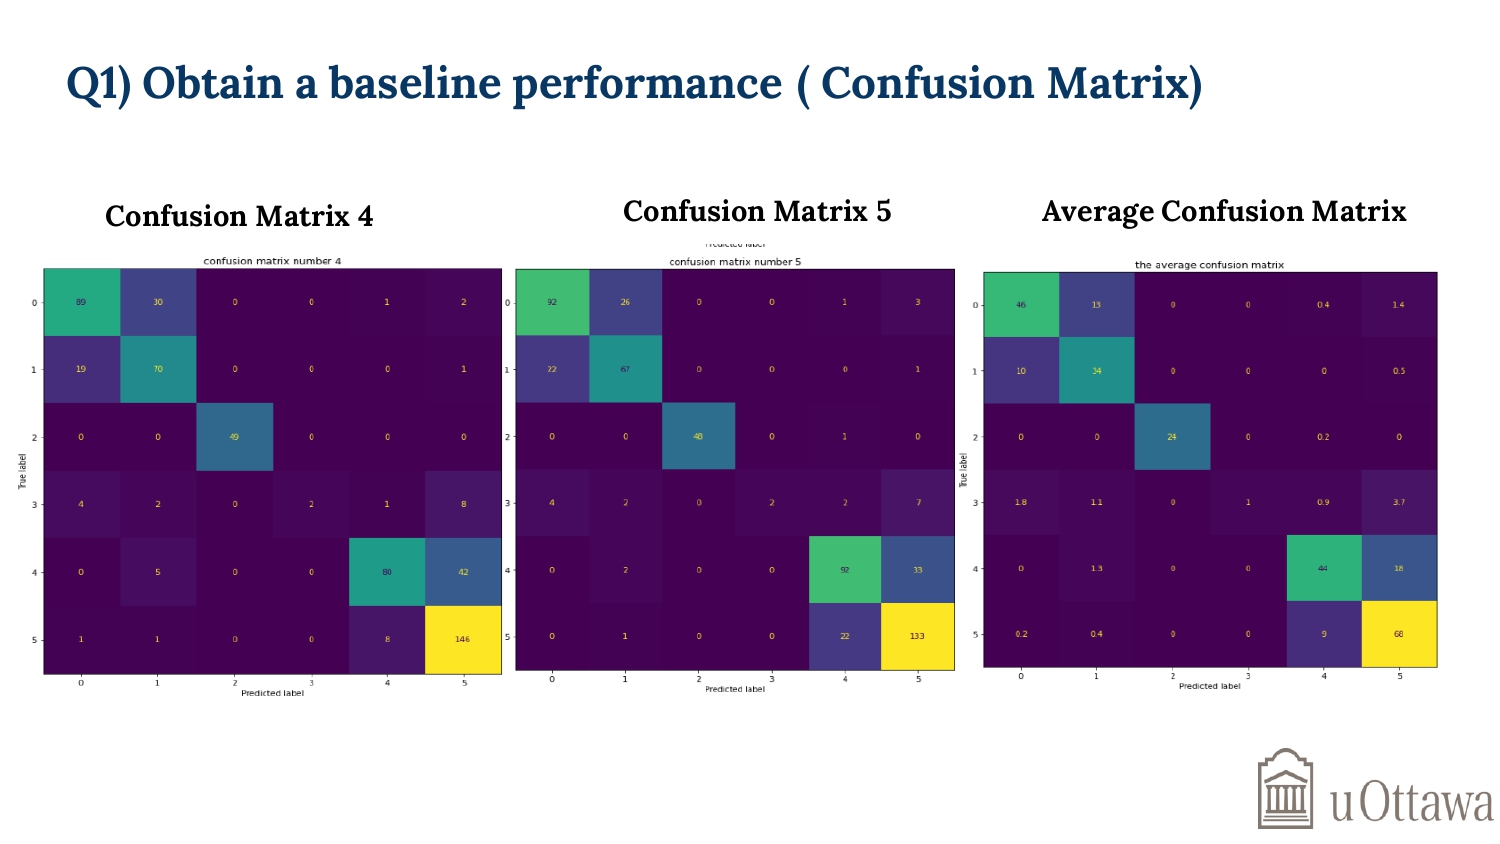 Q1) Obtain a baseline performance ( Confusion Matrix)
Confusion Matrix 4
Confusion Matrix 5
Average Confusion Matrix
confusion matrix number 4
0 89 30 0 0 1 2
1 19 70 0 0 0 1
2 0 0 49 0 0 0
True label
3 4 2 0 2 1 8
4 0 5 0 0 80 42
5 1 1 0 0 8 146
0 1 2 3 4 5
Predicted label
Predicted label
confusion matrix number 5
0 92 26 0 0 1 3
1 22 67 0 0 0 1
2 0 0 48 0 1 0
3 4 2 0 2 2 7
4 0 2 0 0 92 33
5 0 1 0 0 22 133
0 1 2 3 4 5
Predicted label
the average confusion matrix
0 46 13 0 0 0.4 1.4
1 10 34 0 0 0 0.5
2 0 0 24 0 0.2 0
True label
3 1.8 1.1 0 1 0.9 3.7
4 0 1.3 0 0 44 18
5 0.2 0.4 0 0 9 68
0 1 2 3 4 5
Predicted label
uOttawa